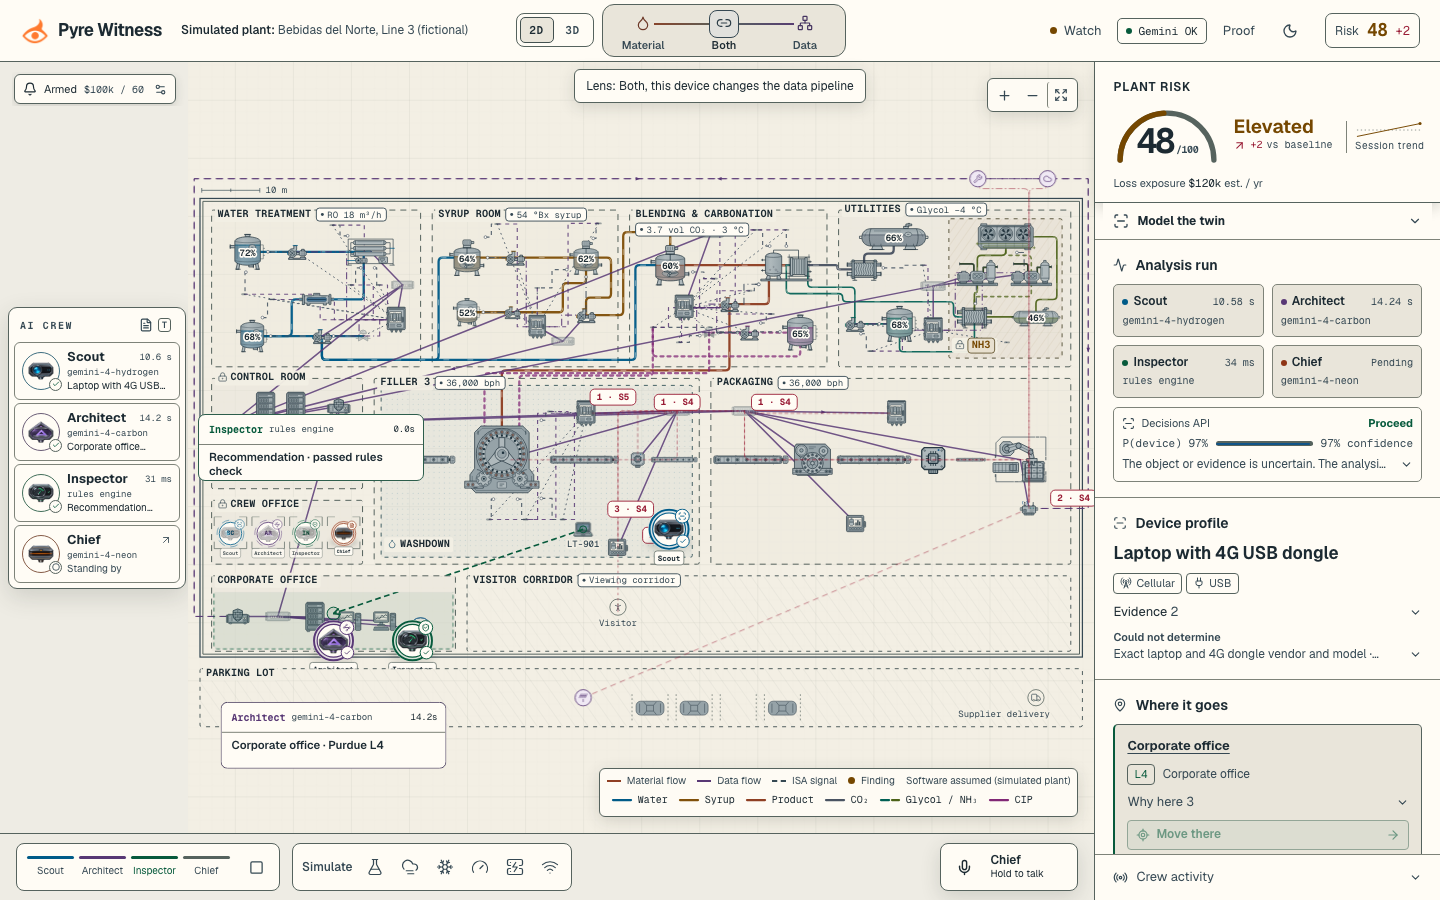 Pyre Witness
Simulated plant: Bebidas del Norte, Line 3 (fictional)
2D 3D
Material Both Data
Watch
Gemini OK
Proof
Risk 48 +2
Armed $100k / 60
Lens: Both, this device changes the data pipeline
10 m
WATER TREATMENT
RO 18 m³/h
SYRUP ROOM
54 °Bx syrup
BLENDING & CARBONATION
3.7 vol CO₂ · 3 °C
UTILITIES
Glycol −4 °C
72%
68%
64%
62%
52%
60%
65%
66%
68%
46%
NH3
CONTROL ROOM
FILLER 3
36,000 bph
PACKAGING
36,000 bph
1 · S5
1 · S4
1 · S4
3 · S4
2 · S4
Inspector rules engine 0.0s
Recommendation · passed rules
check
CREW OFFICE
Scout Architect Inspector Chief
WASHDOWN
LT-901
Scout
CORPORATE OFFICE
VISITOR CORRIDOR
Viewing corridor
Visitor
PARKING LOT
Supplier delivery
Architect gemini-4-carbon 14.2s
Corporate office · Purdue L4
Material flow Data flow ISA signal Finding Software assumed (simulated plant)
Water Syrup Product CO₂ Glycol / NH₃ CIP
AI CREW
T
Scout 10.6 s
gemini-4-hydrogen
Laptop with 4G USB…
Architect 14.2 s
gemini-4-carbon
Corporate office…
Inspector 31 ms
rules engine
Recommendation…
Chief
gemini-4-neon
Standing by
Scout Architect Inspector Chief
Simulate
Chief
Hold to talk
PLANT RISK
48 /100
Elevated
+2 vs baseline
Session trend
Loss exposure $120k est. / yr
Model the twin
Analysis run
Scout 10.58 s
gemini-4-hydrogen
Architect 14.24 s
gemini-4-carbon
Inspector 34 ms
rules engine
Chief Pending
gemini-4-neon
Decisions API Proceed
P(device) 97% 97% confidence
The object or evidence is uncertain. The analysi…
Device profile
Laptop with 4G USB dongle
Cellular USB
Evidence 2
Could not determine
Exact laptop and 4G dongle vendor and model ·…
Where it goes
Corporate office
L4 Corporate office
Why here 3
Move there
Crew activity